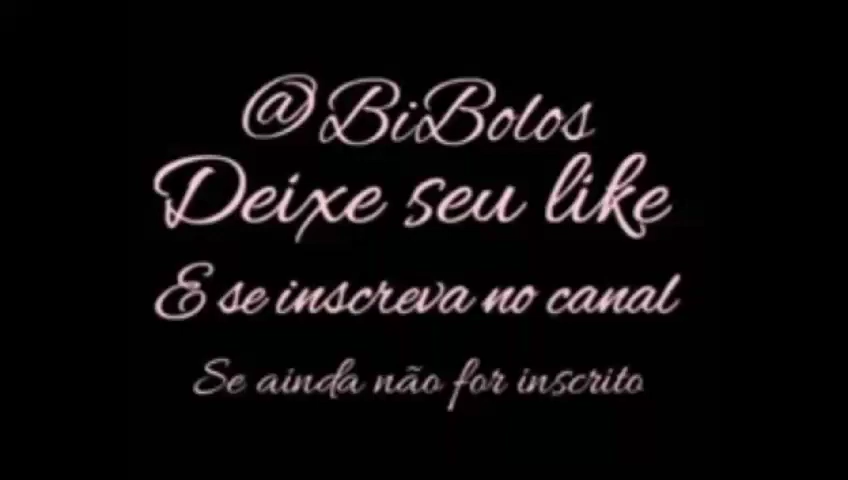 @BiBolos
Deixe seu like
E se inscreva no canal
Se ainda não for inscrito